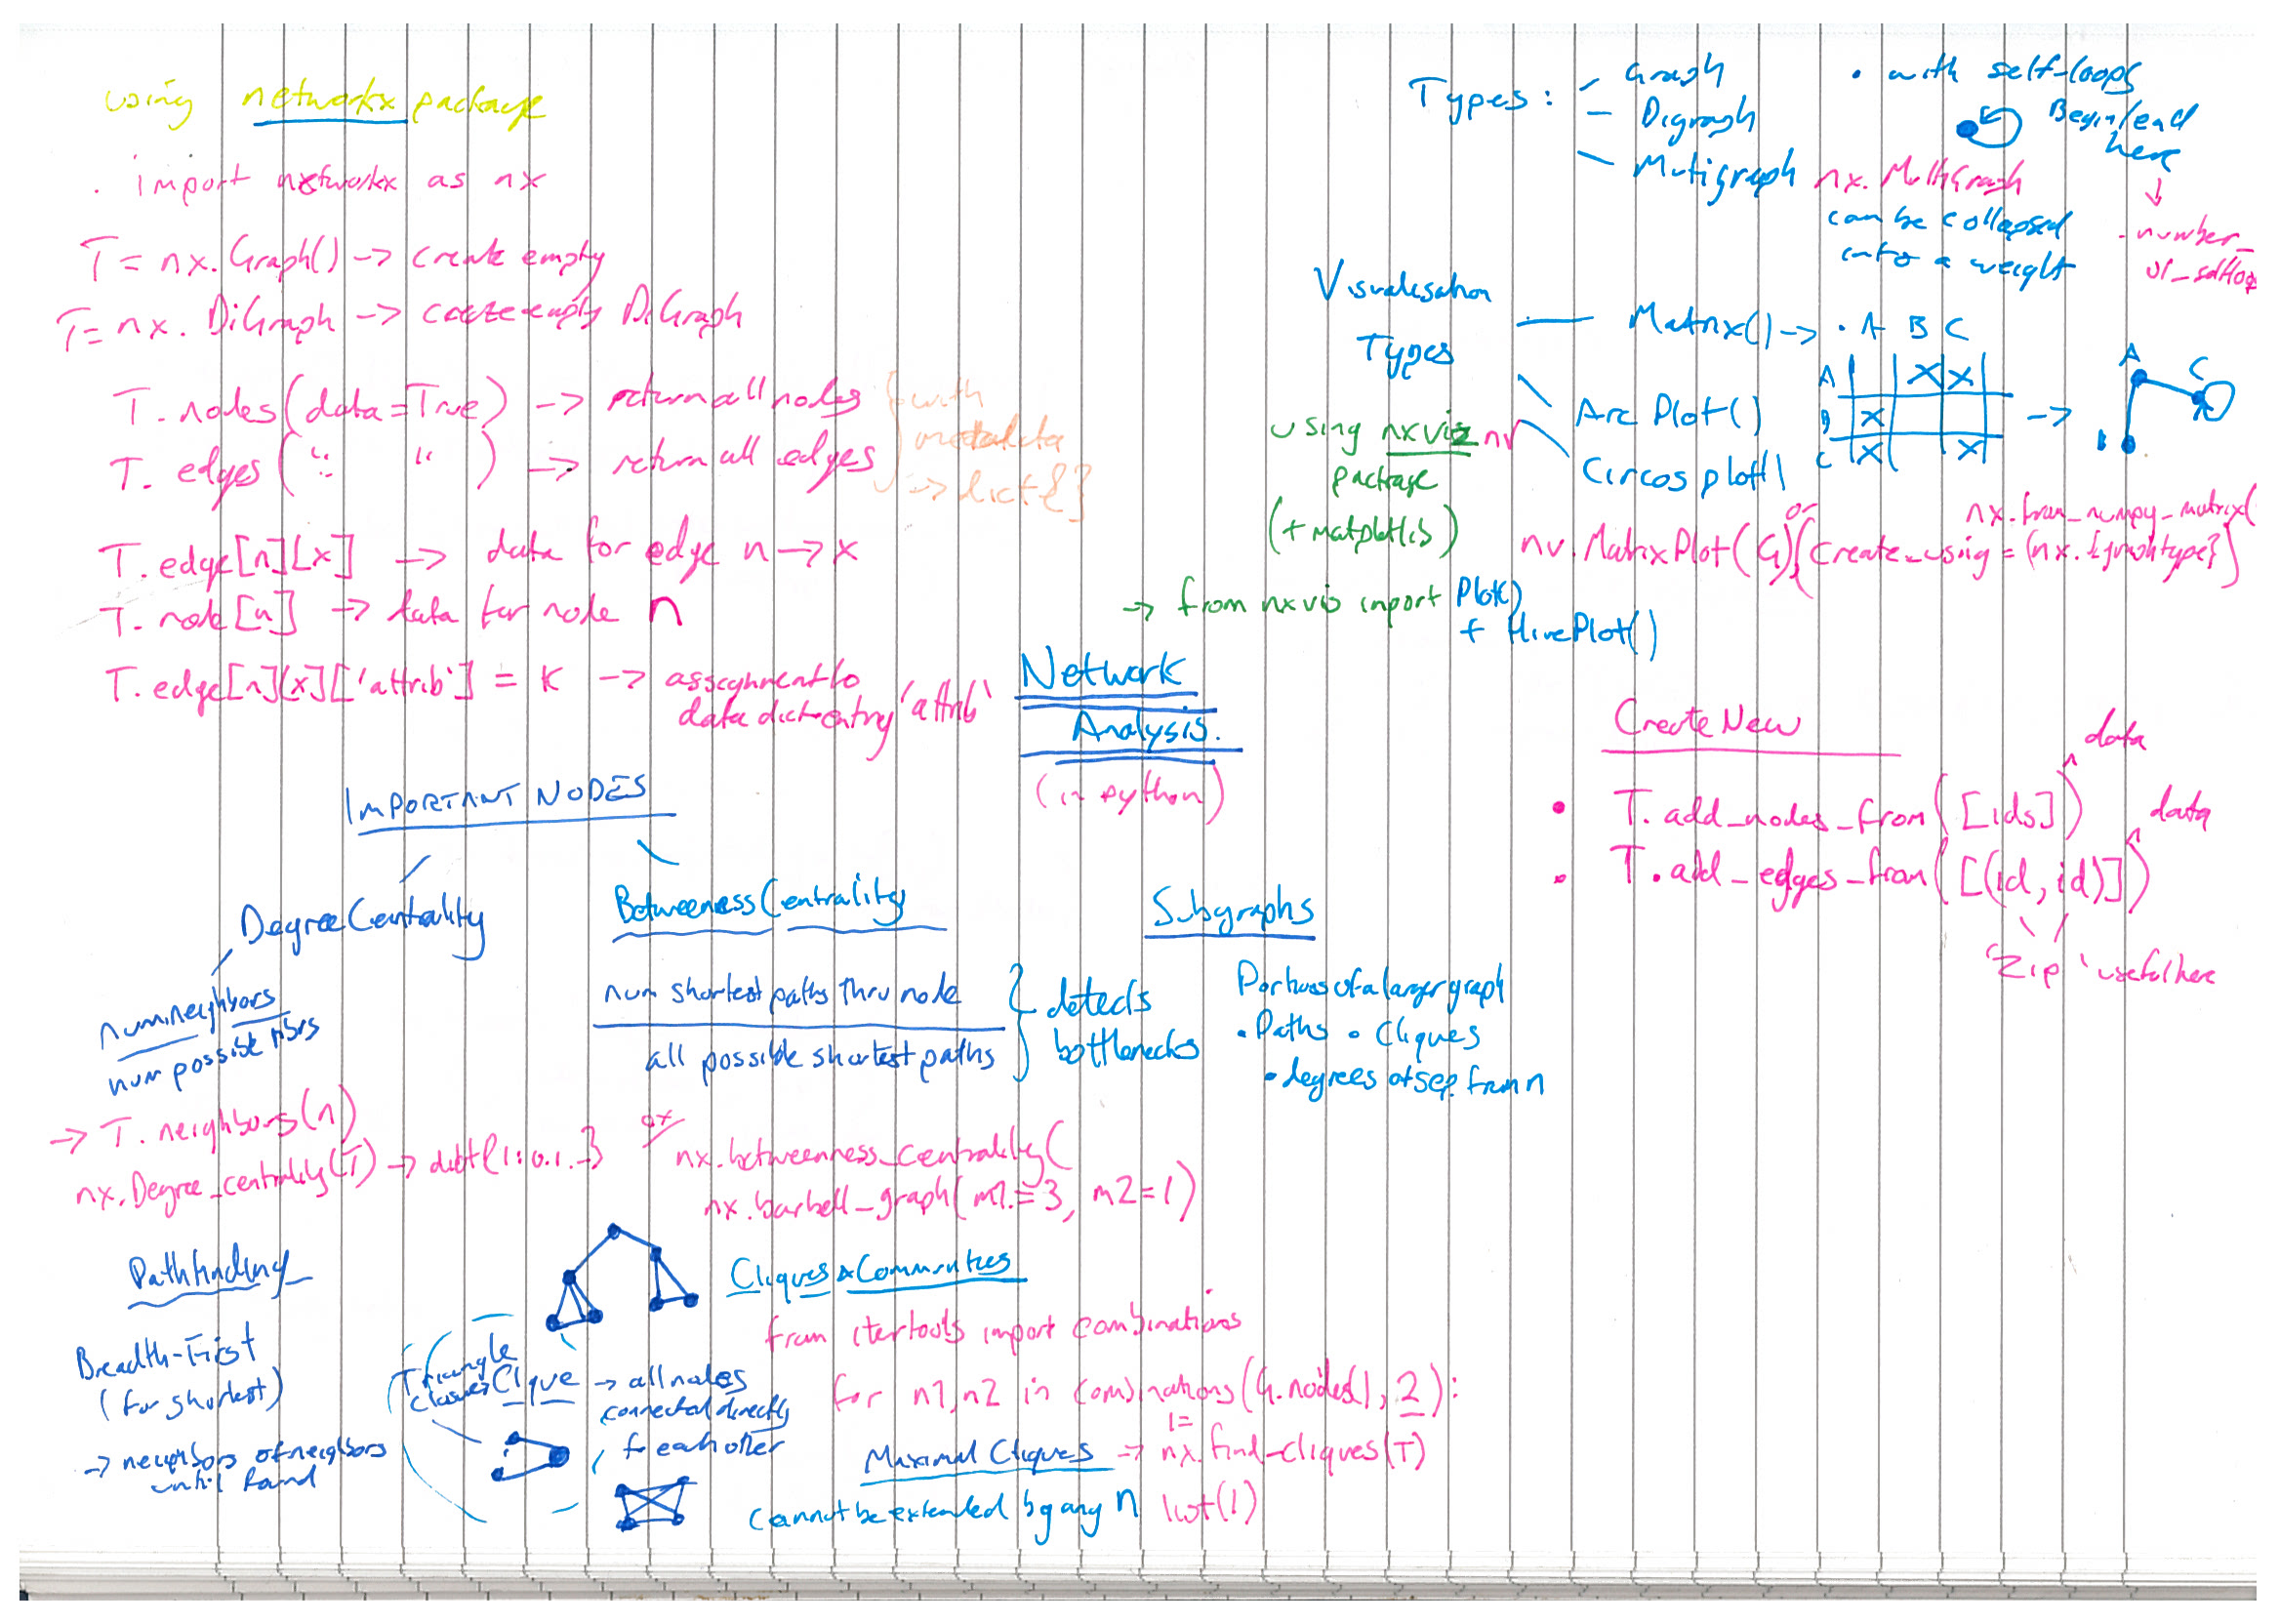 using networkx package
. import networkx as nx
T = nx. Graph() -> create empty
T= nx. DiGraph -> create empty DiGraph
T. nodes(data=True) -> return all nodes
T. edges( " " ) -> return all edges
{ with
metadata
-> dict{}
T. edge[n][x] -> data for edge n -> x
T. node[n] -> data for node n
T. edge[n][x]['attrib'] = K -> assignment to
data dict entry 'attrib'
Types :
- Graph
- Digraph
- Mutigraph
• with self-loops
Begin/end
here
nx. MultiGraph
can be collapsed
into a weight
↓
-number_
of_selfloo
Visualisation
Types
Matrix() -> • A B C
A X X
B X
C X X
->
A
C
B
Arc Plot()
Circos plot()
using nxviz nv
package
(+ matplotlib)
or
nx.from_numpy_matrix(
nv. MatrixPlot(G) (create_using = (nx.{graphtype})
-> from nxviz import Plot()
+ HivePlot()
Network
Analysis.
(in python)
Create New
• T. add_nodes_from([ids]) ^ data
• T. add_edges_from([(id, id)]) ^ data
'Zip' useful here
IMPORTANT NODES
Degree Centrality
num neighbors
num possible nbrs
-> T. neighbors(n)
nx. Degree_centrality(T) -> dict{1: 0.1...}
Betweeness Centrality
num shortest paths thru node
all possible shortest paths
} detects
bottlenecks
ex
nx. betweenness_centrality(
nx. barbell_graph(m1=3, m2=1)
Subgraphs
Portions of a larger graph
• Paths • Cliques
• degrees of sep. from n
Pathfinding
Breadth-First
(for shortest)
-> neighbors of neighbors
until found
Triangle
Closures
Clique -> all nodes
connected directly
to each other
Cliques & Communities
from itertools import combinations
for n1, n2 in combinations(G.nodes(), 2):
Maximal Cliques -> l= nx. find-cliques(T)
cannot be extended by any n list(l)